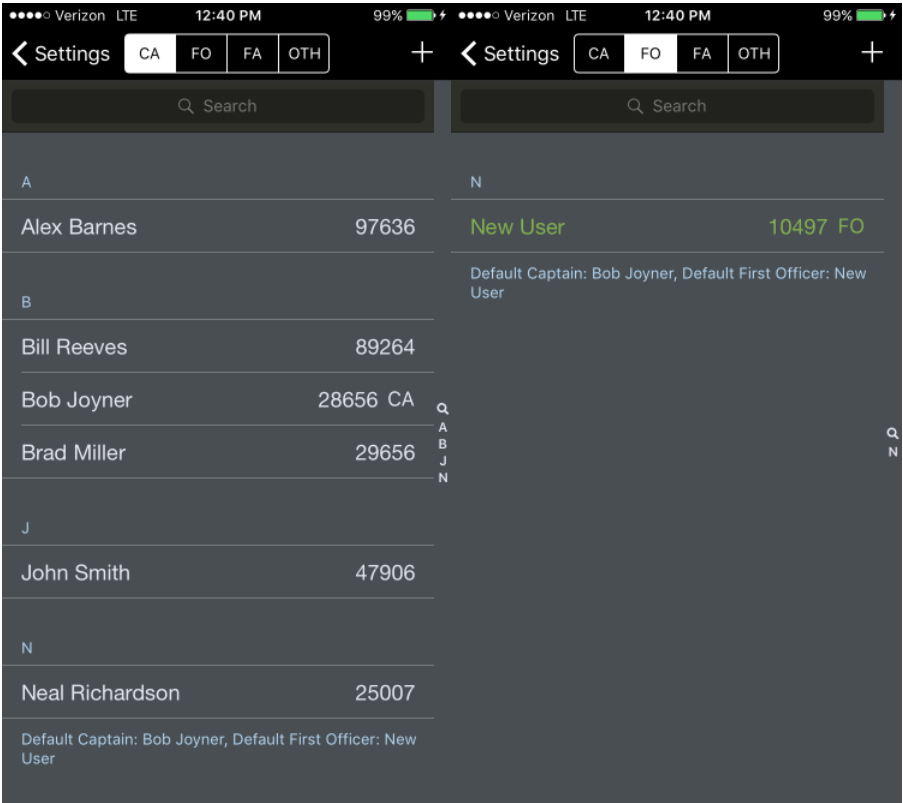 Verizon LTE 12:40 PM 99%
Settings CA FO FA OTH +
Search
A
Alex Barnes 97636
B
Bill Reeves 89264
Bob Joyner 28656 CA
Brad Miller 29656
J
John Smith 47906
N
Neal Richardson 25007
Default Captain: Bob Joyner, Default First Officer: New
User
A
B
J
N
Verizon LTE 12:40 PM 99%
Settings CA FO FA OTH +
Search
N
New User 10497 FO
Default Captain: Bob Joyner, Default First Officer: New
User
N